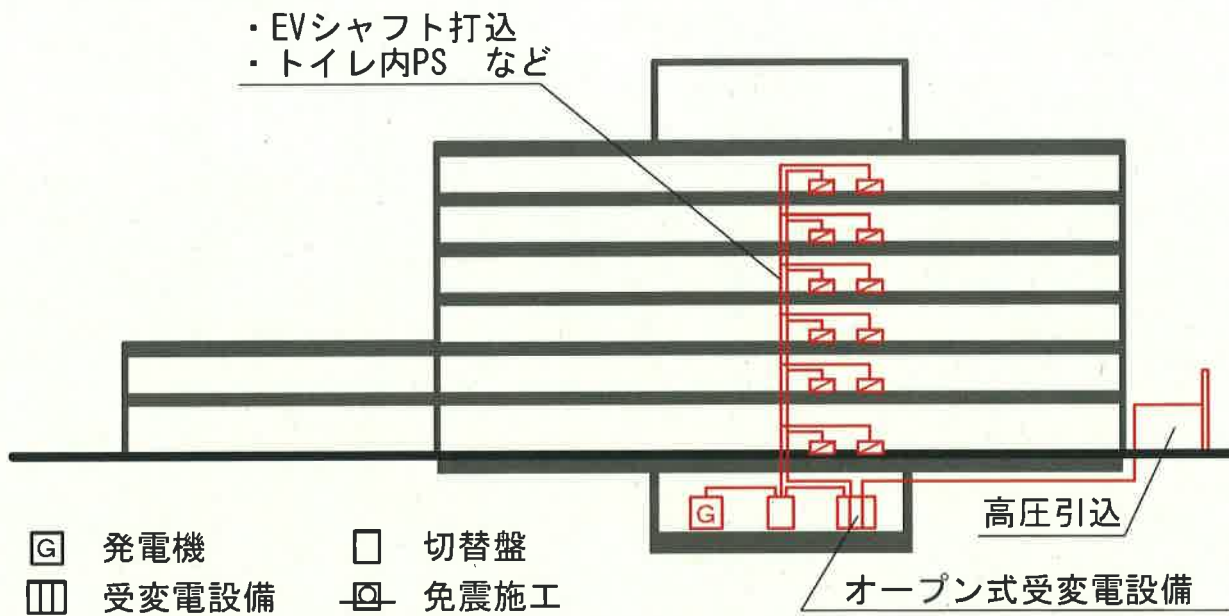 ・EVシャフト打込
・トイレ内PS など
G
高圧引込
オープン式受変電設備
G 発電機 切替盤
受変電設備 免震施工